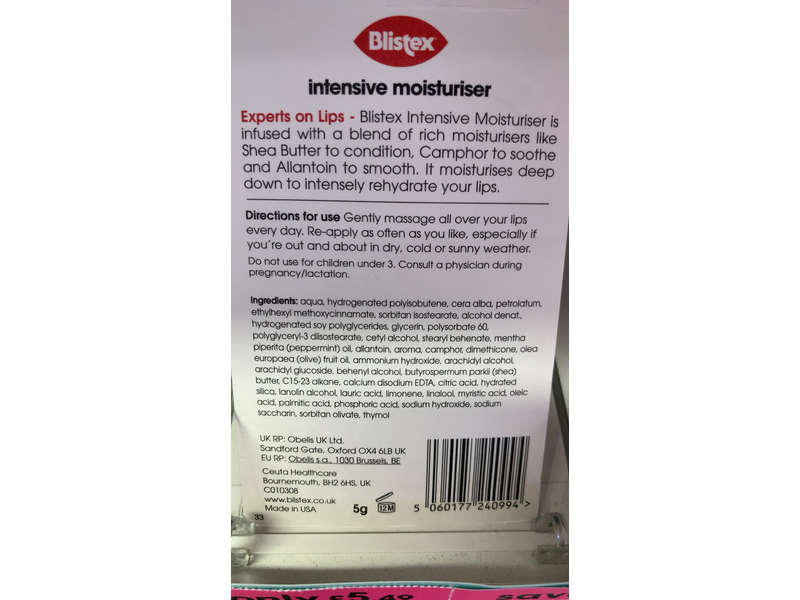 Blistex
intensive moisturiser
Experts on Lips - Blistex Intensive Moisturiser is
infused with a blend of rich moisturisers like
Shea Butter to condition, Camphor to soothe
and Allantoin to smooth. It moisturises deep
down to intensely rehydrate your lips.
Directions for use Gently massage all over your lips
every day. Re-apply as often as you like, especially if
you're out and about in dry, cold or sunny weather.
Do not use for children under 3. Consult a physician during
pregnancy/lactation.
Ingredients: aqua, hydrogenated polyisobutene, cera alba, petrolatum,
ethylhexyl methoxycinnamate, sorbitan isostearate, alcohol denat.,
hydrogenated soy polyglycerides, glycerin, polysorbate 60,
polyglyceryl-3 diisostearate, cetyl alcohol, stearyl behenate, mentha
piperita (peppermint) oil, allantoin, aroma, camphor, dimethicone, olea
europaea (olive) fruit oil, ammonium hydroxide, arachidyl alcohol,
arachidyl glucoside, behenyl alcohol, butyrospermum parkii (shea)
butter, C15-23 alkane, calcium disodium EDTA, citric acid, hydrated
silica, lanolin alcohol, lauric acid, limonene, linalool, myristic acid, oleic
acid, palmitic acid, phosphoric acid, sodium hydroxide, sodium
saccharin, sorbitan olivate, thymol
UK RP: Obelis UK Ltd.
Sandford Gate, Oxford OX4 6LB UK
EU RP: Obelis s.a., 1030 Brussels, BE
Ceuta Healthcare
Bournemouth, BH2 6HS, UK
C010308
www.blistex.co.uk
Made in USA
5g
12M
5 060177 240994 >
33
only £5.49
save